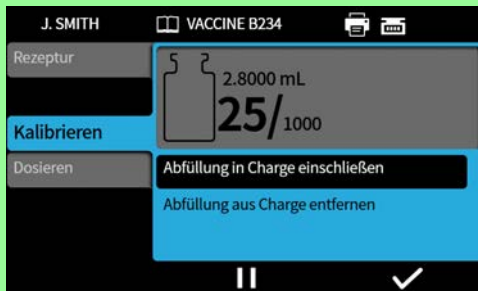 J. SMITH
VACCINE B234
Rezeptur
2.8000 mL
25/1000
Kalibrieren
Dosieren
Abfüllung in Charge einschließen
Abfüllung aus Charge entfernen